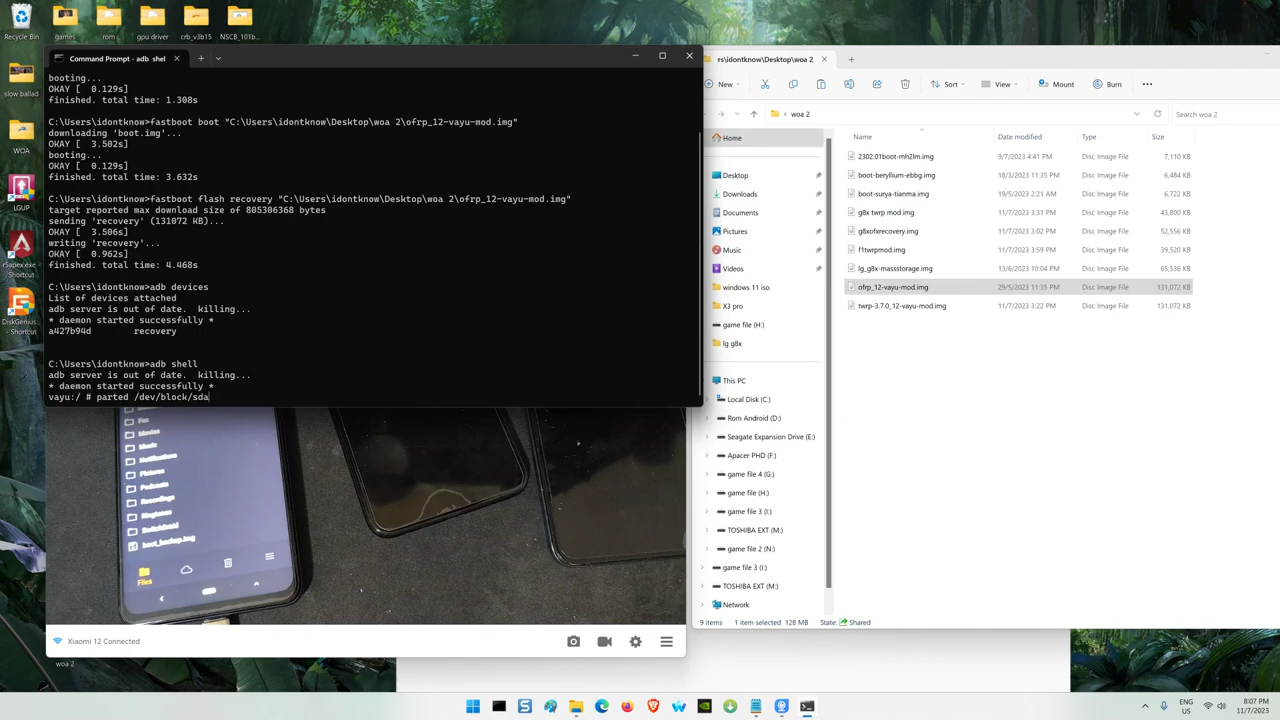 Recycle Bin
games
rom
gpu driver
crb_v3b15
NSCB_101b...
slow ballad
WOA
LGUP
r5apex.exe -
Shortcut
DiskGenius...
- Shortcut
woa 2
Command Prompt - adb shell
booting...
OKAY [  0.129s]
finished. total time: 1.308s
C:\Users\idontknow>fastboot boot "C:\Users\idontknow\Desktop\woa 2\ofrp_12-vayu-mod.img"
downloading 'boot.img'...
OKAY [  3.502s]
booting...
OKAY [  0.129s]
finished. total time: 3.632s
C:\Users\idontknow>fastboot flash recovery "C:\Users\idontknow\Desktop\woa 2\ofrp_12-vayu-mod.img"
target reported max download size of 805306368 bytes
sending 'recovery' (131072 KB)...
OKAY [  3.506s]
writing 'recovery'...
OKAY [  0.962s]
finished. total time: 4.468s
C:\Users\idontknow>adb devices
List of devices attached
adb server is out of date.  killing...
* daemon started successfully *
a427b94d        recovery
C:\Users\idontknow>adb shell
adb server is out of date.  killing...
* daemon started successfully *
vayu:/ # parted /dev/block/sda
Movies
Music
Notifications
Pictures
Podcasts
Recordings
Ringtones
boot_backup.img
Files
Xiaomi 12 Connected
rs\idontknow\Desktop\woa 2
New
Sort
View
Mount
Burn
woa 2
Search woa 2
Home
Desktop
Downloads
Documents
Pictures
Music
Videos
windows 11 iso
X3 pro
game file (H:)
lg g8x
This PC
Local Disk (C:)
Rom Android (D:)
Seagate Expansion Drive (E:)
Apacer PHD (F:)
game file 4 (G:)
game file (H:)
game file 3 (I:)
TOSHIBA EXT (M:)
game file 2 (N:)
game file 3 (I:)
TOSHIBA EXT (M:)
Network
Name Date modified Type Size
2302.01boot-mh2lm.img 9/7/2023 4:41 PM Disc Image File 7,110 KB
boot-beryllium-ebbg.img 18/3/2023 11:35 PM Disc Image File 6,484 KB
boot-surya-tianma.img 19/5/2023 2:21 AM Disc Image File 6,722 KB
g8x twrp mod.img 11/7/2023 3:31 PM Disc Image File 43,800 KB
g8xofxrecovery.img 11/7/2023 3:02 PM Disc Image File 52,556 KB
f1twrpmod.img 11/7/2023 3:59 PM Disc Image File 39,520 KB
lg_g8x-massstorage.img 13/6/2023 10:04 PM Disc Image File 65,536 KB
ofrp_12-vayu-mod.img 29/5/2023 11:35 PM Disc Image File 131,072 KB
twrp-3.7.0_12-vayu-mod.img 11/7/2023 3:22 PM Disc Image File 131,072 KB
9 items 1 item selected 128 MB State: Shared
ENG
US
8:07 PM
11/7/2023